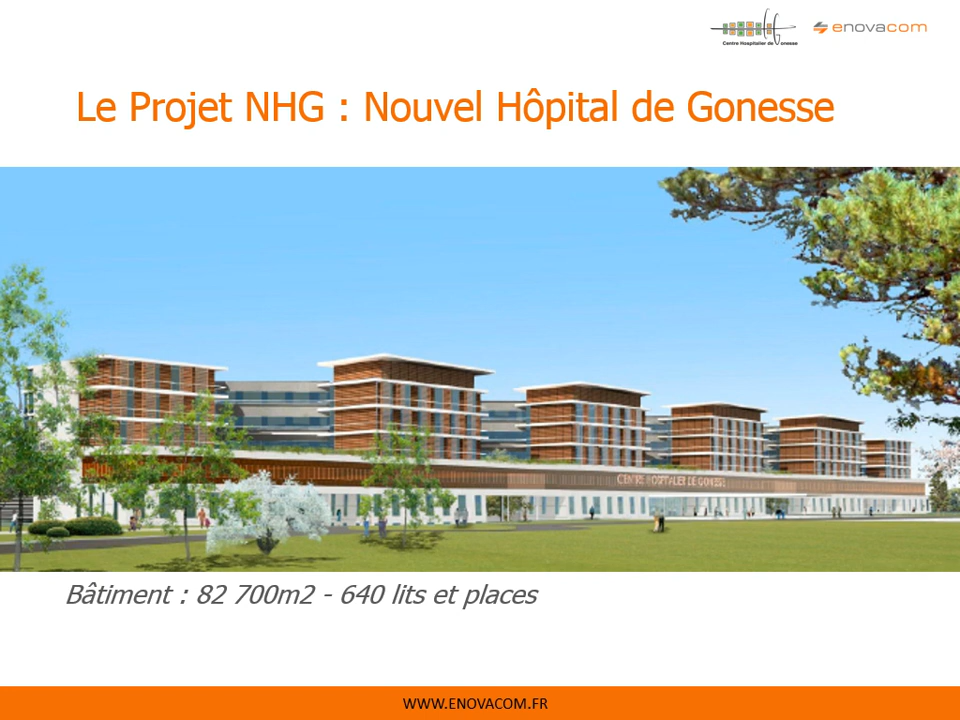 Centre Hospitalier de Gonesse
enovacom
Le Projet NHG : Nouvel Hôpital de Gonesse
CENTRE HOSPITALIER DE GONESSE
Bâtiment : 82 700m2 - 640 lits et places
WWW.ENOVACOM.FR